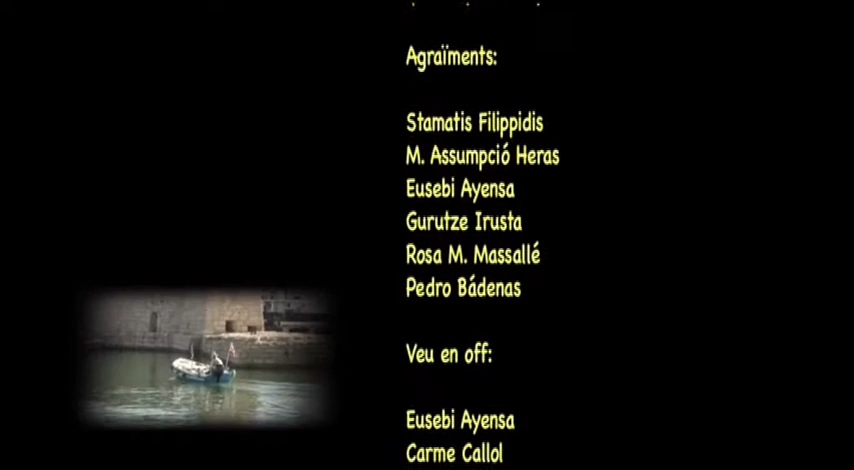 Agraïments:
Stamatis Filippidis
M. Assumpció Heras
Eusebi Ayensa
Gurutze Irusta
Rosa M. Massallé
Pedro Bádenas
Veu en off:
Eusebi Ayensa
Carme Callol